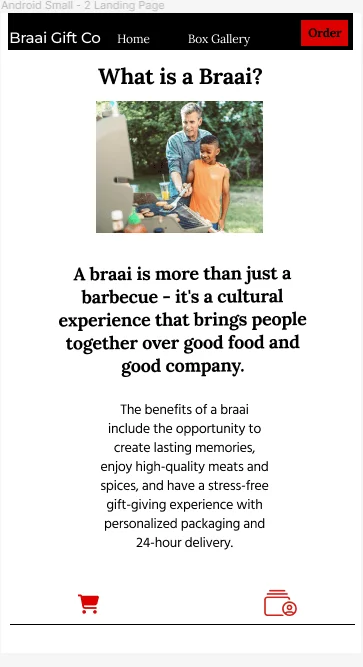 Android Small - 2 Landing Page
Braai Gift Co Home Box Gallery Order
What is a Braai?
A braai is more than just a
barbecue - it's a cultural
experience that brings people
together over good food and
good company.
The benefits of a braai
include the opportunity to
create lasting memories,
enjoy high-quality meats and
spices, and have a stress-free
gift-giving experience with
personalized packaging and
24-hour delivery.